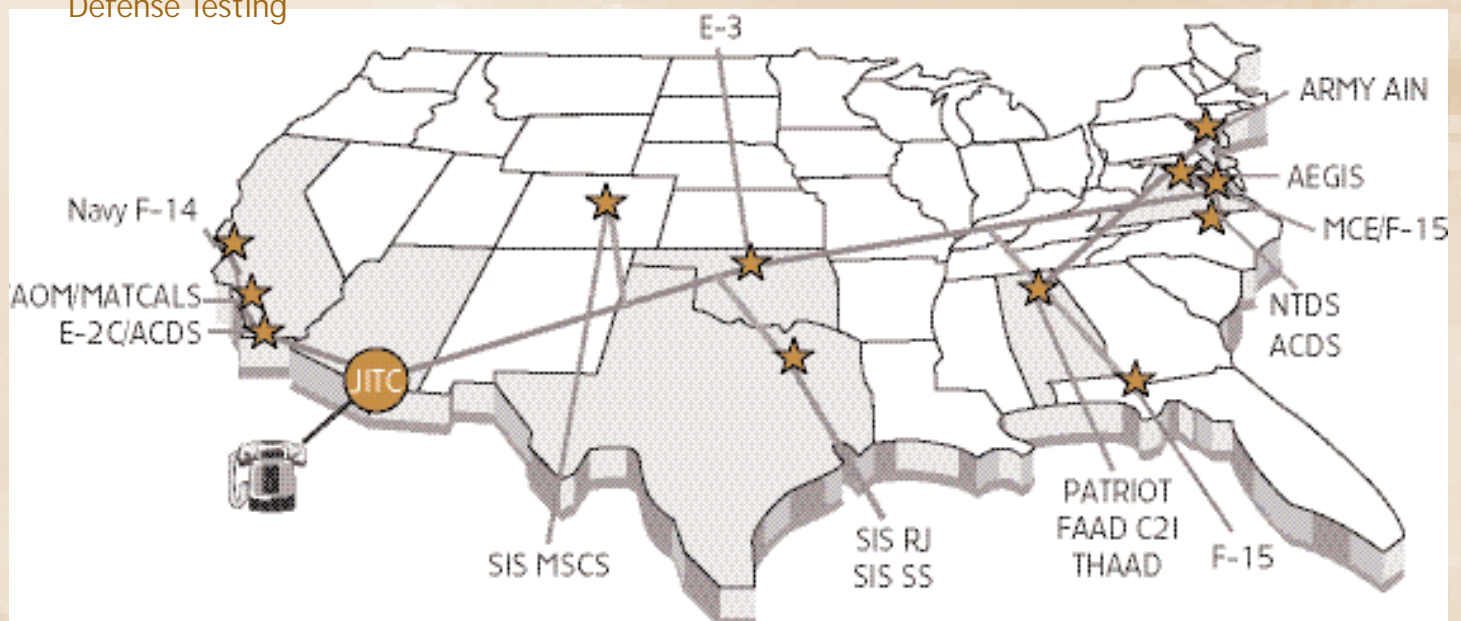 Defense Testing
E-3
ARMY AIN
AEGIS
Navy F-14
MCE/F-15
AOM/MATCALS
E-2C/ACDS
NTDS
ACDS
JITC
PATRIOT
FAAD C2I
THAAD
SIS RJ
SIS SS
F-15
SIS MSCS